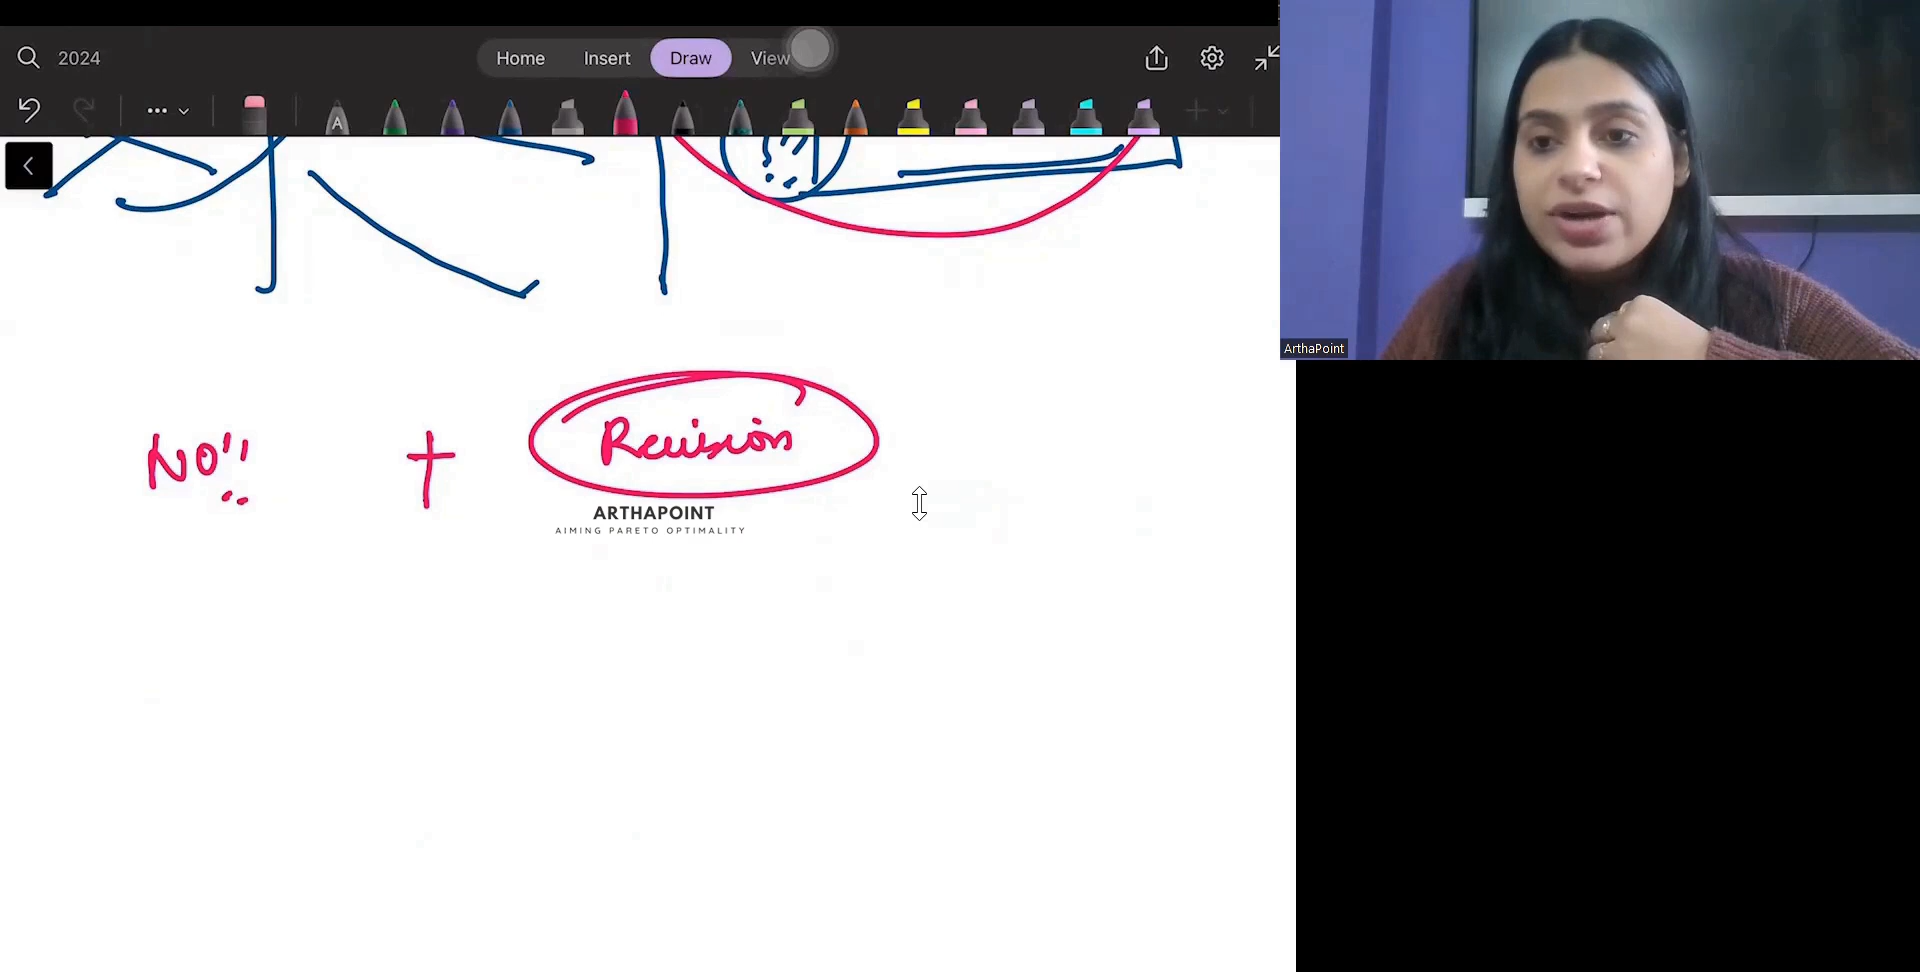 2024
Home Insert Draw View
A
ArthaPoint
NO!! + Revision
ARTHAPOINT
AIMING PARETO OPTIMALITY